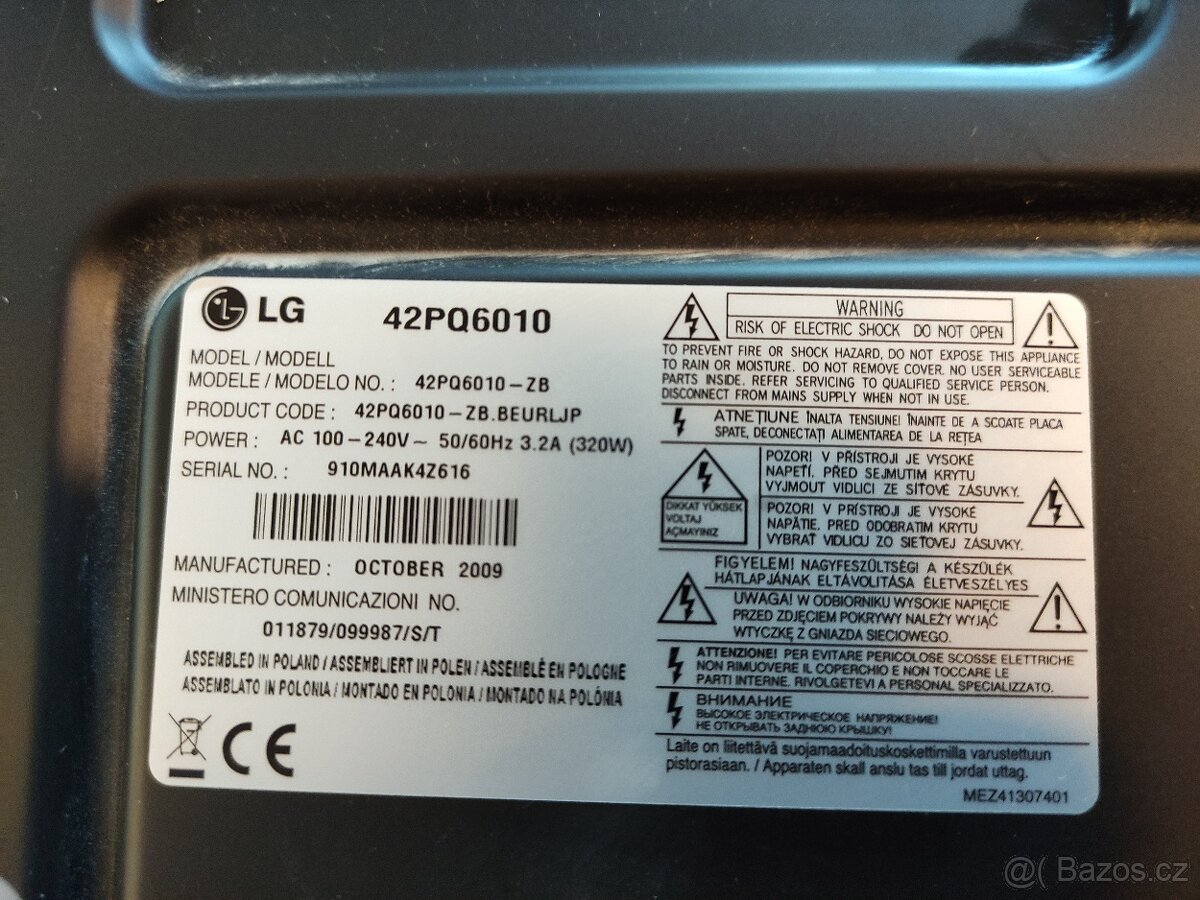 LG 42PQ6010
MODEL / MODELL
MODELE / MODELO NO. : 42PQ6010-ZB
PRODUCT CODE : 42PQ6010-ZB.BEURLJP
POWER : AC 100-240V~ 50/60Hz 3.2A (320W)
SERIAL NO. : 910MAAK4Z616
MANUFACTURED : OCTOBER 2009
MINISTERO COMUNICAZIONI NO.
011879/099987/S/T
ASSEMBLED IN POLAND / ASSEMBLIERT IN POLEN / ASSEMBLÉ EN POLOGNE
ASSEMBLATO IN POLONIA / MONTADO EN POLONIA / MONTADO NA POLÓNIA
CE
WARNING
RISK OF ELECTRIC SHOCK DO NOT OPEN
TO PREVENT FIRE OR SHOCK HAZARD, DO NOT EXPOSE THIS APPLIANCE
TO RAIN OR MOISTURE. DO NOT REMOVE COVER. NO USER SERVICEABLE
PARTS INSIDE. REFER SERVICING TO QUALIFIED SERVICE PERSON.
DISCONNECT FROM MAINS SUPPLY WHEN NOT IN USE.
ATNEŢIUNE ÎNALTA TENSIUNE! ÎNAINTE DE A SCOATE PLACA
SPATE, DECONECTAŢI ALIMENTAREA DE LA REŢEA
DIKKAT YÜKSEK
VOLTAJ
AÇMAYINIZ
POZOR! V PŘÍSTROJI JE VYSOKÉ
NAPETÍ. PŘED SEJMUTIM KRYTU
VYJMOUT VIDLICI ZE SÍŤOVÉ ZÁSUVKY.
POZOR! V PRÍSTROJI JE VYSOKÉ
NAPÄTIE. PRED ODOBRATIM KRYTU
VYBRAŤ VIDLICU ZO SIEŤOVEJ ZÁSUVKY.
FIGYELEM! NAGYFESZÜLTSÉG! A KÉSZÜLÉK
HÁTLAPJÁNAK ELTÁVOLITÁSA ÉLETVESZÉLYES
UWAGA! W ODBIORNIKU WYSOKIE NAPIĘCIE
PRZED ZDJĘCIEM POKRYWY NALEŻY WYJĄĆ
WTYCZKĘ Z GNIAZDA SIECIOWEGO.
ATTENZIONE! PER EVITARE PERICOLOSE SCOSSE ELETTRICHE
NON RIMUOVERE IL COPERCHIO E NON TOCCARE LE
PARTI INTERNE. RIVOLGETEVI A PERSONAL SPECIALIZZATO.
ВНИМАНИЕ
ВЫСОКОЕ ЭЛЕКТРИЧЕСКОЕ НАПРЯЖЕНИЕ!
НЕ ОТКРЫВАТЬ ЗАДНЮЮ КРЫШКУ!
Laite on liitettävä suojamaadoituskoskettimilla varustettuun
pistorasiaan. / Apparaten skall anslu tas till jordat uttag.
MEZ41307401
@( Bazos.cz